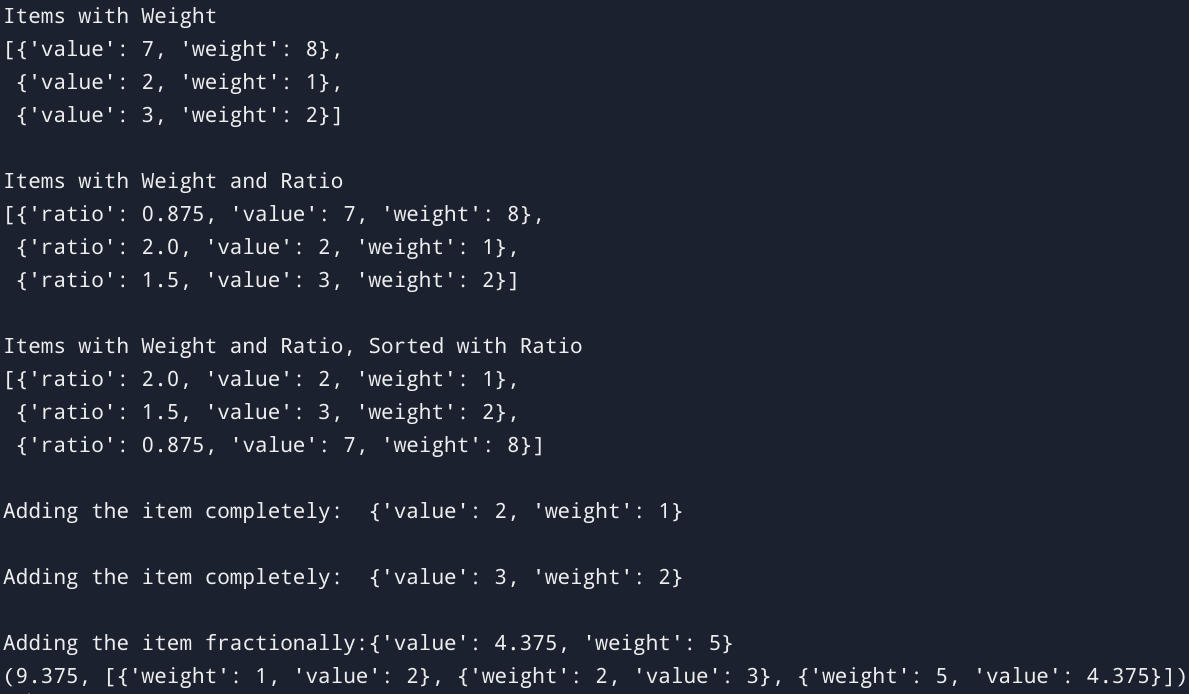 Items with Weight
[{'value': 7, 'weight': 8},
 {'value': 2, 'weight': 1},
 {'value': 3, 'weight': 2}]

Items with Weight and Ratio
[{'ratio': 0.875, 'value': 7, 'weight': 8},
 {'ratio': 2.0, 'value': 2, 'weight': 1},
 {'ratio': 1.5, 'value': 3, 'weight': 2}]

Items with Weight and Ratio, Sorted with Ratio
[{'ratio': 2.0, 'value': 2, 'weight': 1},
 {'ratio': 1.5, 'value': 3, 'weight': 2},
 {'ratio': 0.875, 'value': 7, 'weight': 8}]

Adding the item completely:  {'value': 2, 'weight': 1}

Adding the item completely:  {'value': 3, 'weight': 2}

Adding the item fractionally:{'value': 4.375, 'weight': 5}
(9.375, [{'weight': 1, 'value': 2}, {'weight': 2, 'value': 3}, {'weight': 5, 'value': 4.375}])